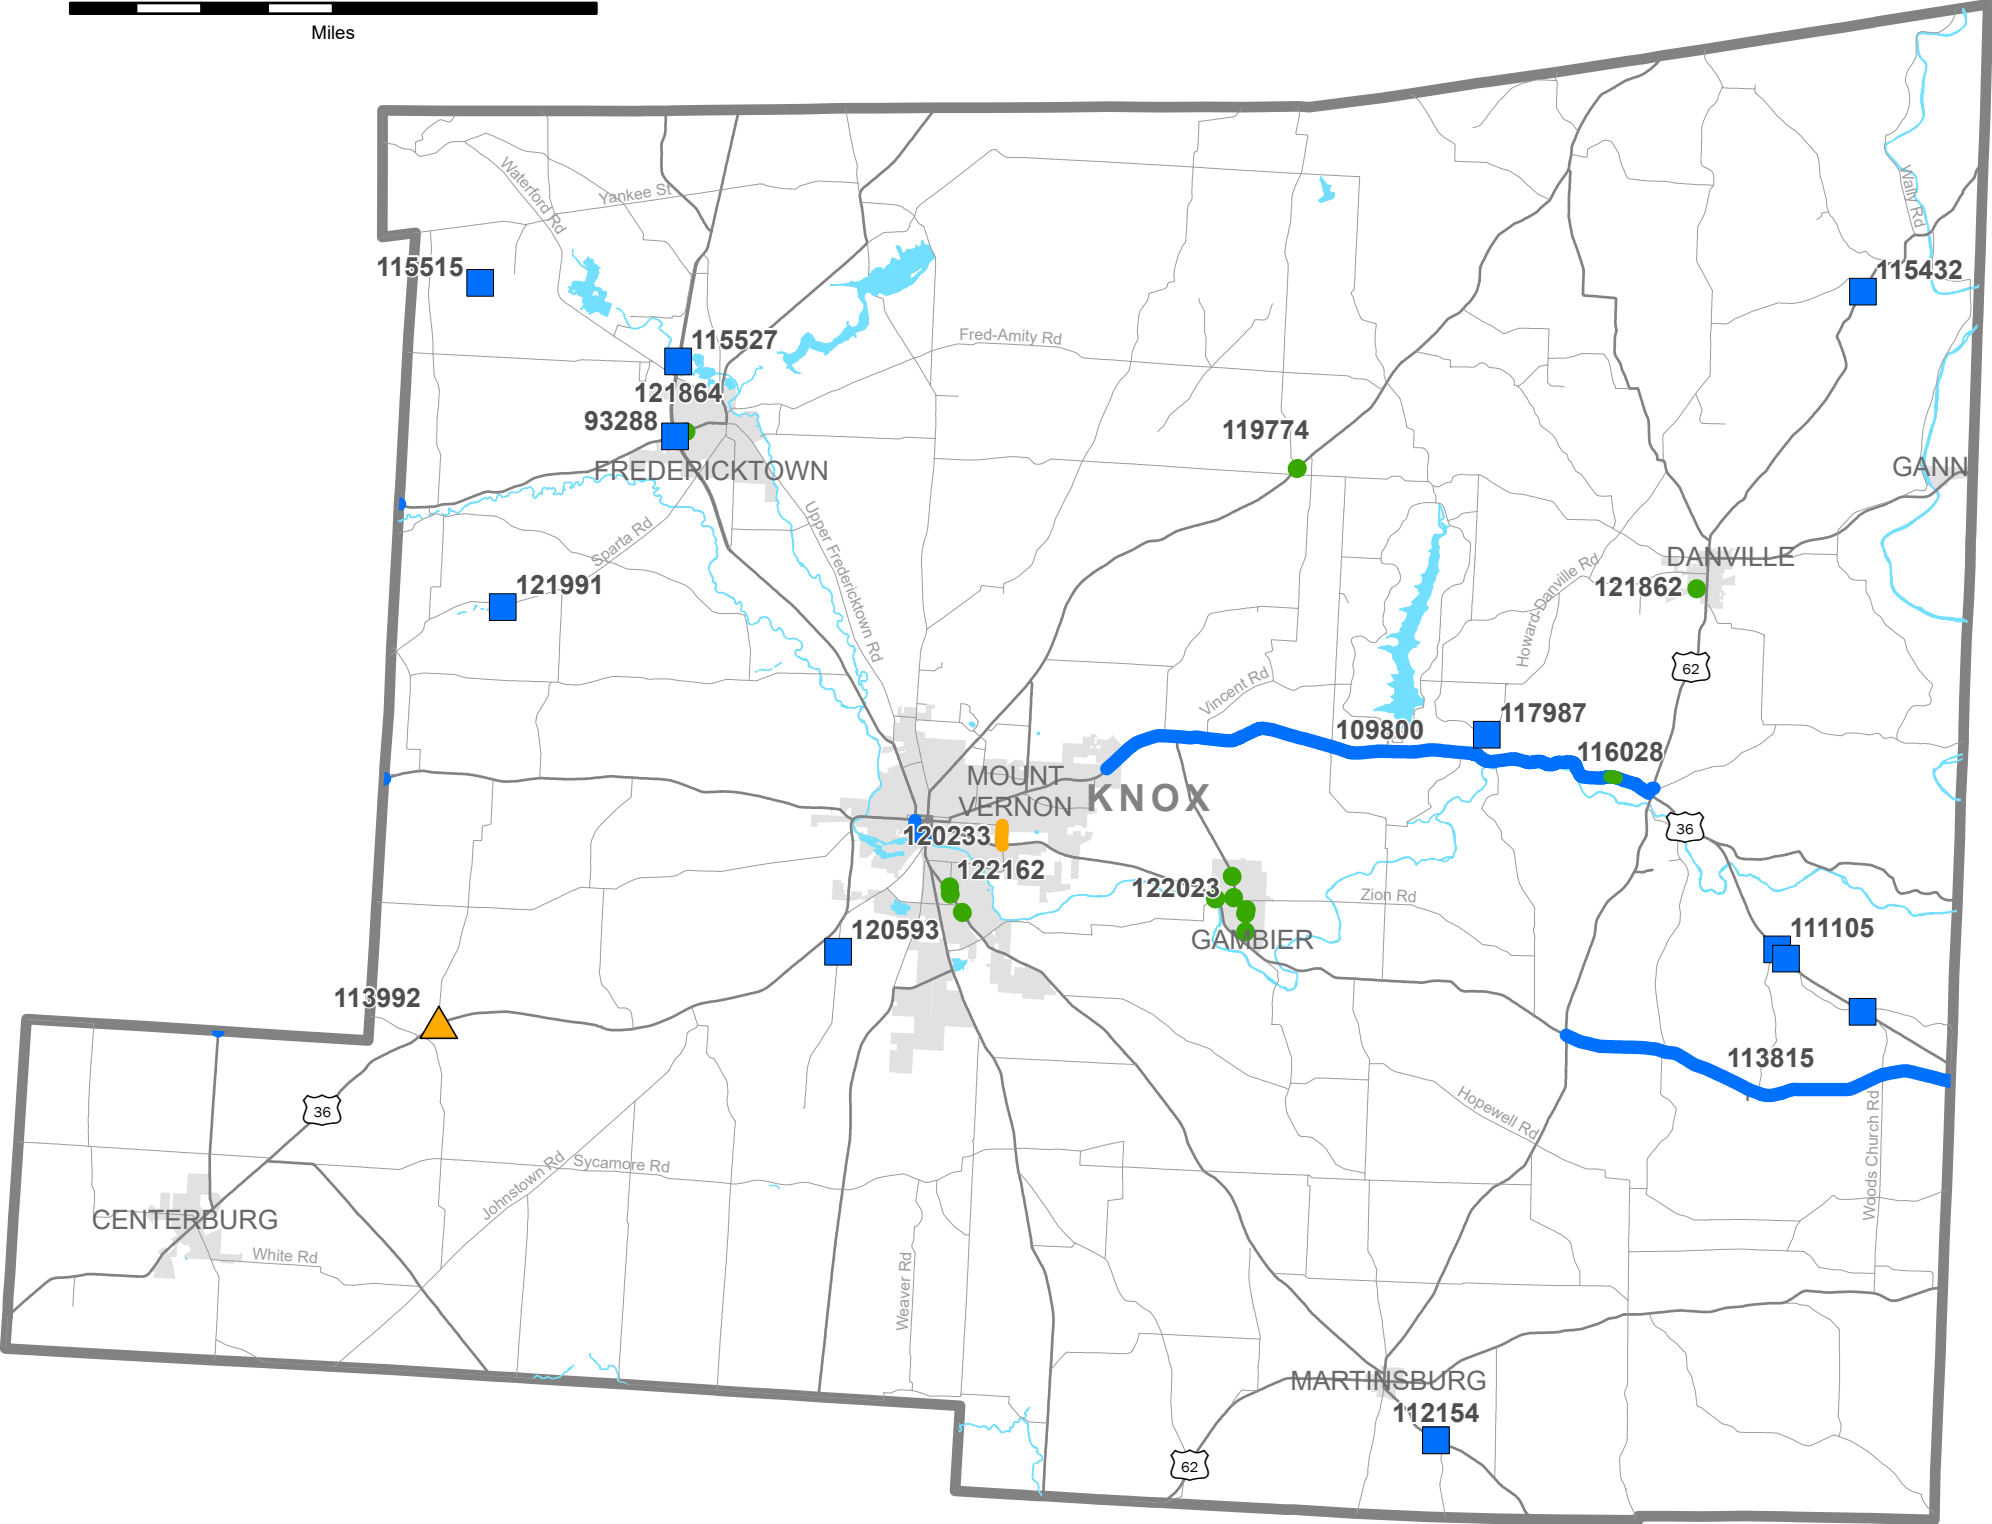 Miles
Waterford Rd
Yankee St
Wally Rd
115515
115432
115527
Fred-Amity Rd
121864
93288
119774
FREDERICKTOWN
GANN
Upper Fredericktown Rd
Sparta Rd
DANVILLE
121991
Howard-Danville Rd
121862
62
Vincent Rd
117987
109800
116028
MOUNT
VERNON
KNOX
120233
36
122162
122023
Zion Rd
120593
GAMBIER
111105
113992
113815
36
Hopewell Rd
Woods Church Rd
Johnstown Rd
Sycamore Rd
CENTERBURG
White Rd
Weaver Rd
MARTINSBURG
112154
62